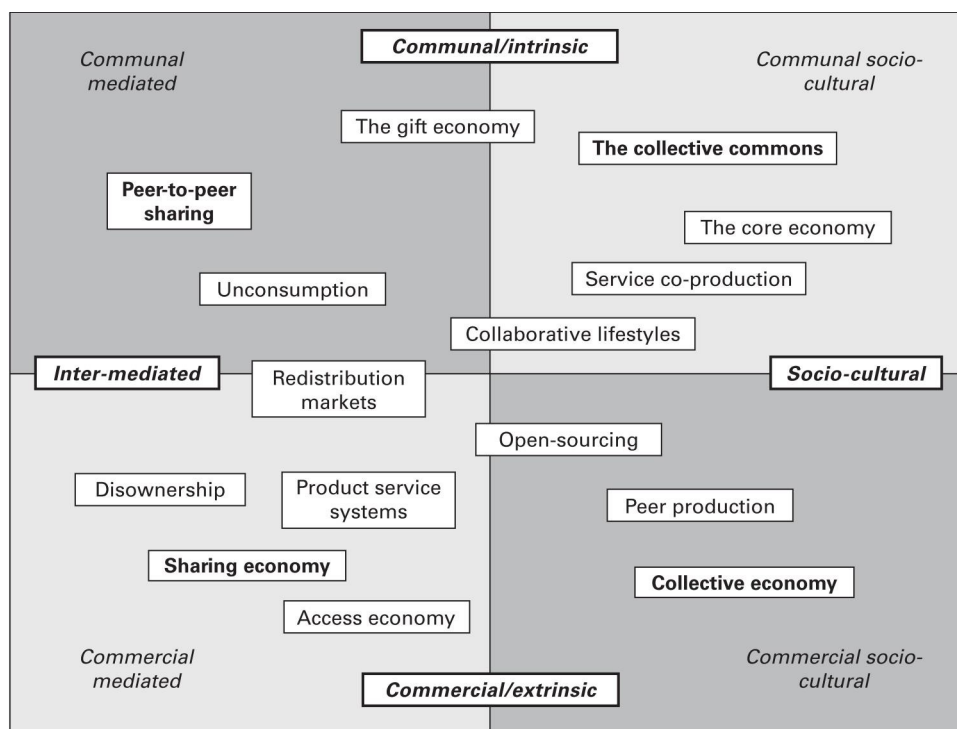 Communal/intrinsic
Communal
mediated
Communal socio-
cultural
The gift economy
The collective commons
Peer-to-peer
sharing
The core economy
Service co-production
Unconsumption
Collaborative lifestyles
Inter-mediated
Redistribution
markets
Socio-cultural
Open-sourcing
Disownership
Product service
systems
Peer production
Sharing economy
Collective economy
Access economy
Commercial
mediated
Commercial/extrinsic
Commercial socio-
cultural